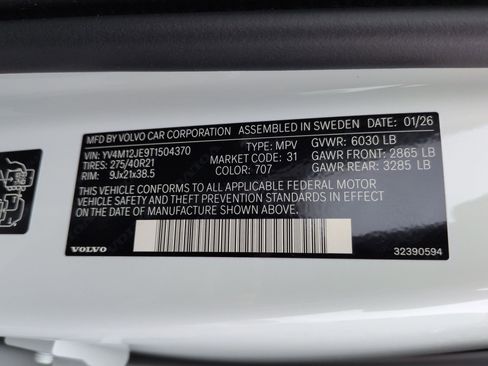 MFD BY VOLVO CAR CORPORATION ASSEMBLED IN SWEDEN DATE: 01/26
VIN: YV4M12JE9T1504370 TYPE: MPV GVWR: 6030 LB
TIRES: 275/40R21 MARKET: 31 GAWR FRONT: 2865 LB
RIM: 9Jx21x38.5 COLOR: 707 GAWR REAR: 3285 LB
THIS VEHICLE CONFORMS TO ALL APPLICABLE FEDERAL MOTOR
VEHICLE SAFETY AND THEFT PREVENTION STANDARDS IN EFFECT
ON THE DATE OF MANUFACTURE SHOWN ABOVE.
VOLVO 32390594